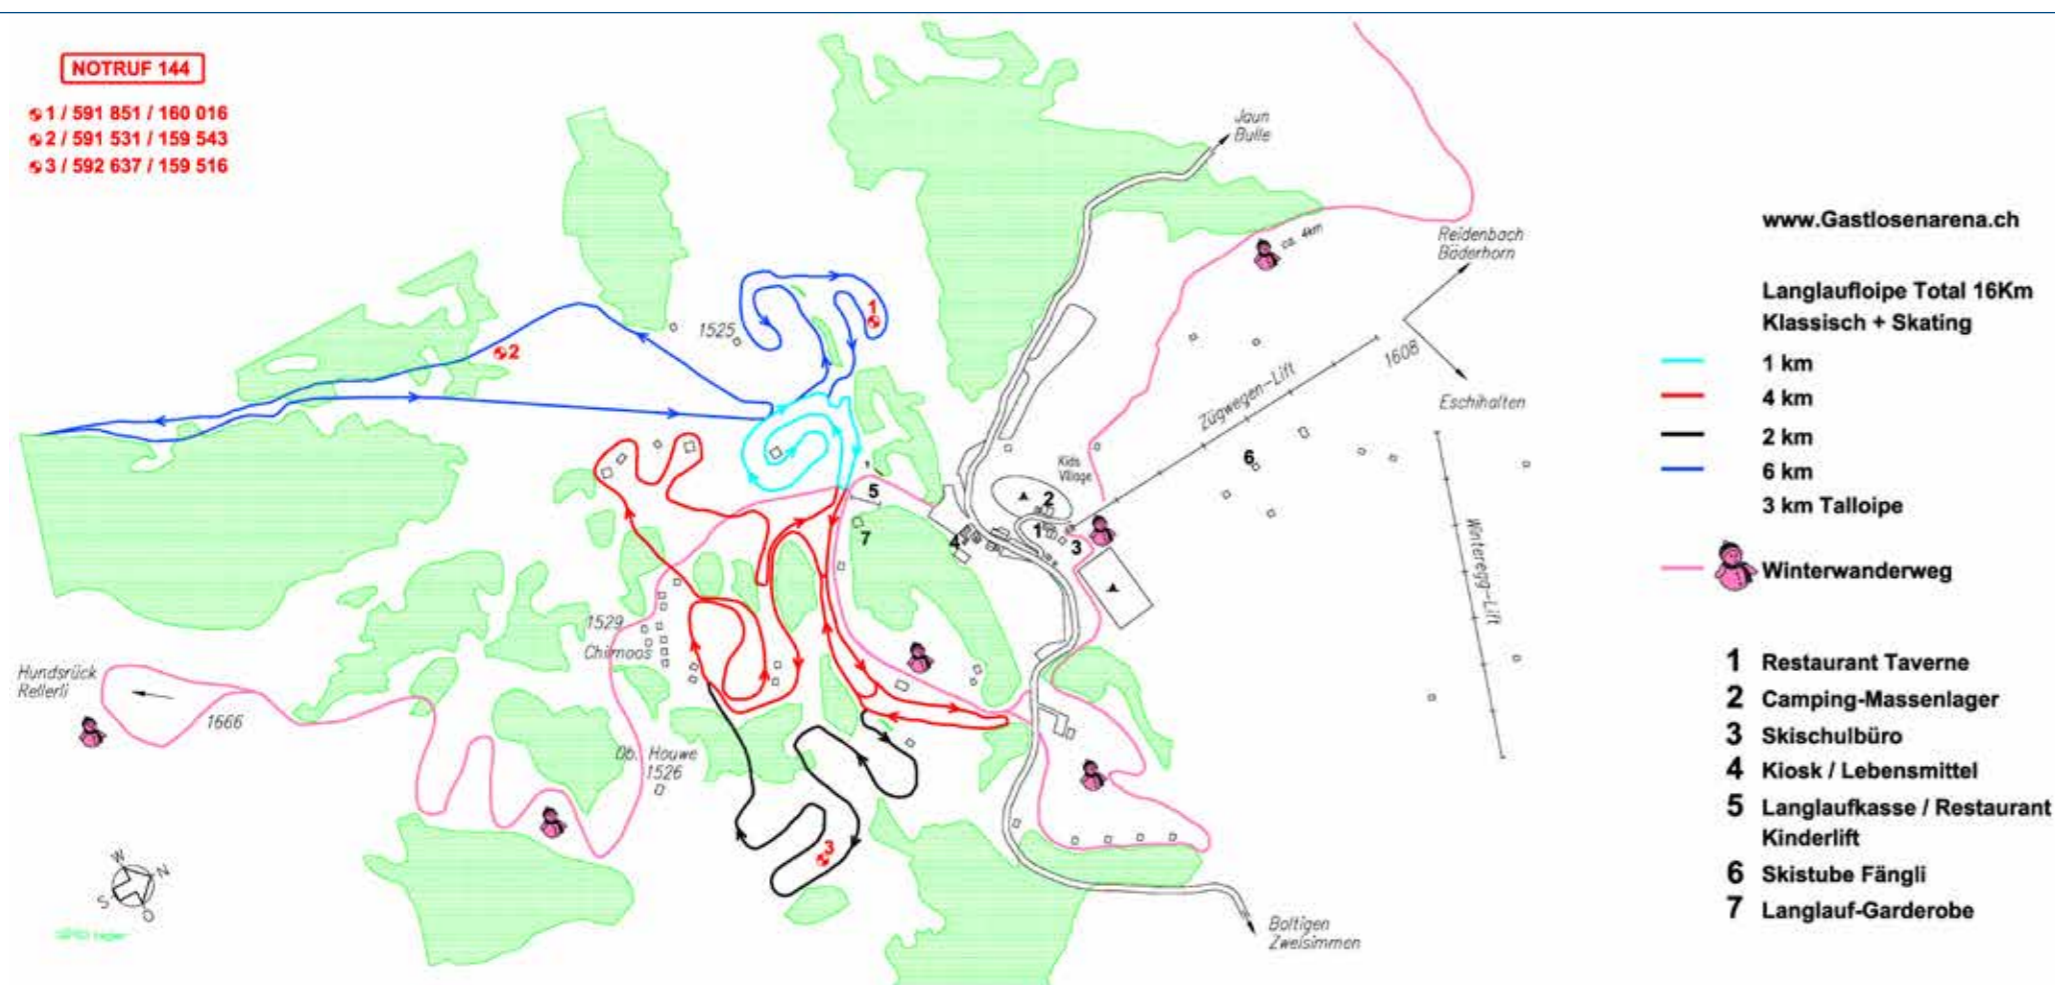 NOTRUF 144
1 / 591 851 / 160 016
2 / 591 531 / 159 543
3 / 592 637 / 159 516
Jaun
Bulle
Reidenbach
Bäderhorn
ca. 4km
1
2
1525
Zügwegen-Lift
1608
Eschihalten
Kids
Village
6
5
2
1
3
4
7
Winteregg-Lift
1529
Chirnoos
Hundsrück
Rellerli
1666
Ob. Houwe
1526
3
W
N
S
O
Boltigen
Zweisimmen
www.Gastlosenarena.ch
Langlaufloipe Total 16Km
Klassisch + Skating
1 km
4 km
2 km
6 km
3 km Talloipe
Winterwanderweg
1 Restaurant Taverne
2 Camping-Massenlager
3 Skischulbüro
4 Kiosk / Lebensmittel
5 Langlaufkasse / Restaurant
Kinderlift
6 Skistube Fängli
7 Langlauf-Garderobe